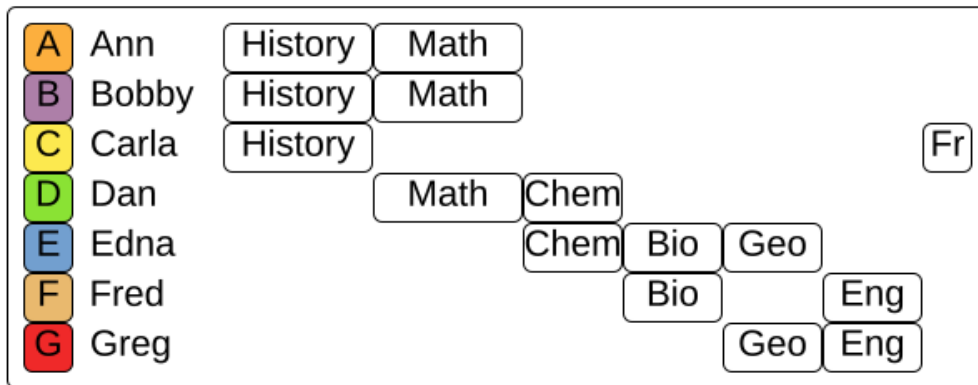 A Ann History Math
B Bobby History Math
C Carla History Fr
D Dan Math Chem
E Edna Chem Bio Geo
F Fred Bio Eng
G Greg Geo Eng